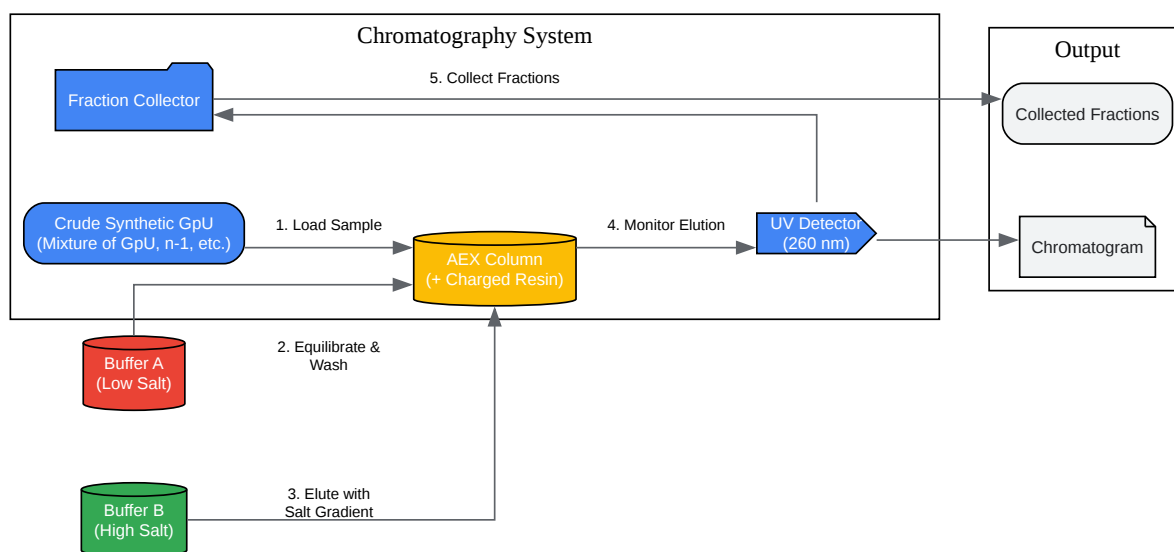 Chromatography System
Output
5. Collect Fractions
Fraction Collector
Collected Fractions
Crude Synthetic GpU
(Mixture of GpU, n-1, etc.)
1. Load Sample
4. Monitor Elution
UV Detector
(260 nm)
Chromatogram
AEX Column
(+ Charged Resin)
2. Equilibrate &
Wash
Buffer A
(Low Salt)
3. Elute with
Salt Gradient
Buffer B
(High Salt)